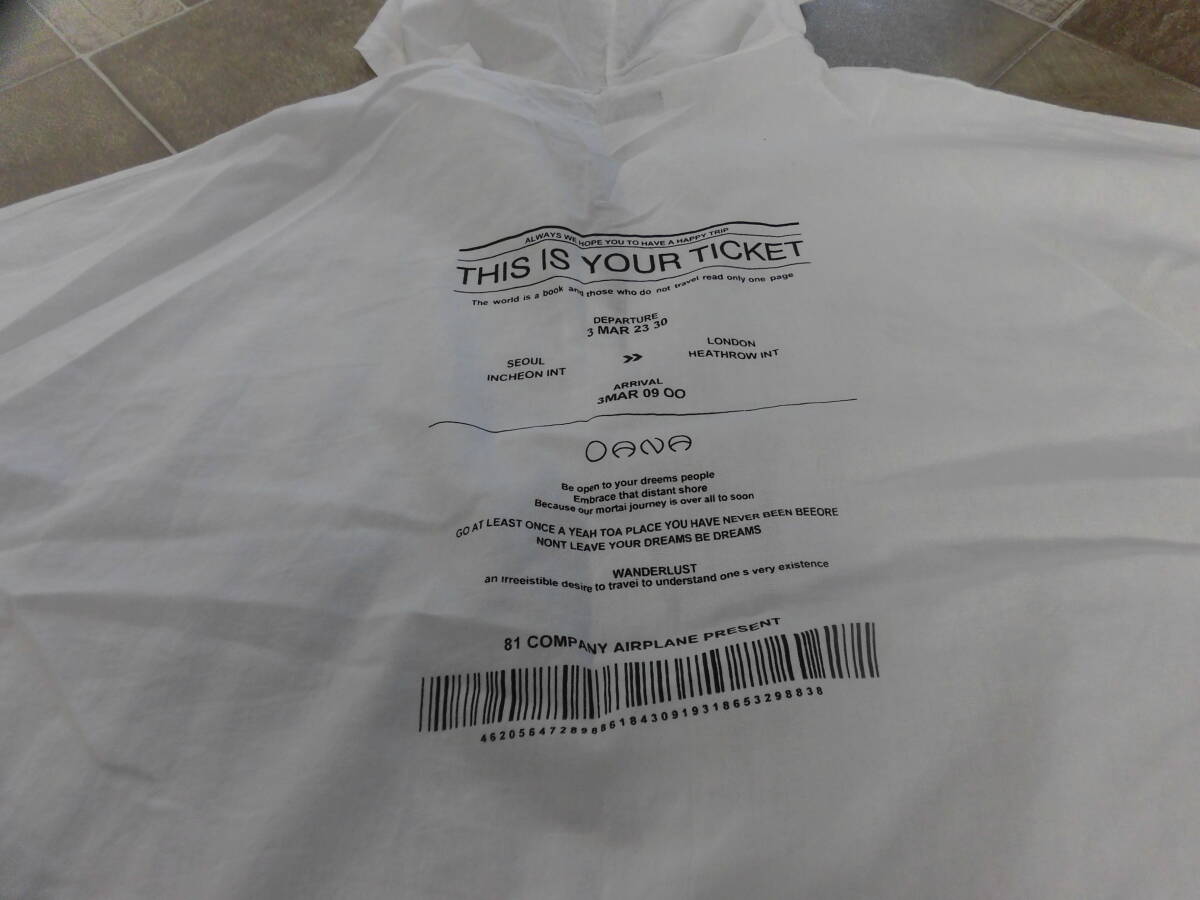 ALWAYS WE HOPE YOU TO HAVE A HAPPY TRIP
THIS IS YOUR TICKET
The world is a book and those who do not travel read only one page
DEPARTURE
3 MAR 23 30
SEOUL
INCHEON INT
LONDON
HEATHROW INT
ARRIVAL
3MAR 09 00
OANA
Be open to your dreems people
Embrace that distant shore
Because our mortai journey is over all to soon
GO AT LEAST ONCE A YEAH TOA PLACE YOU HAVE NEVER BEEN BEEORE
NONT LEAVE YOUR DREAMS BE DREAMS
WANDERLUST
an irreeistible desire to travei to understand one s very existence
81 COMPANY AIRPLANE PRESENT